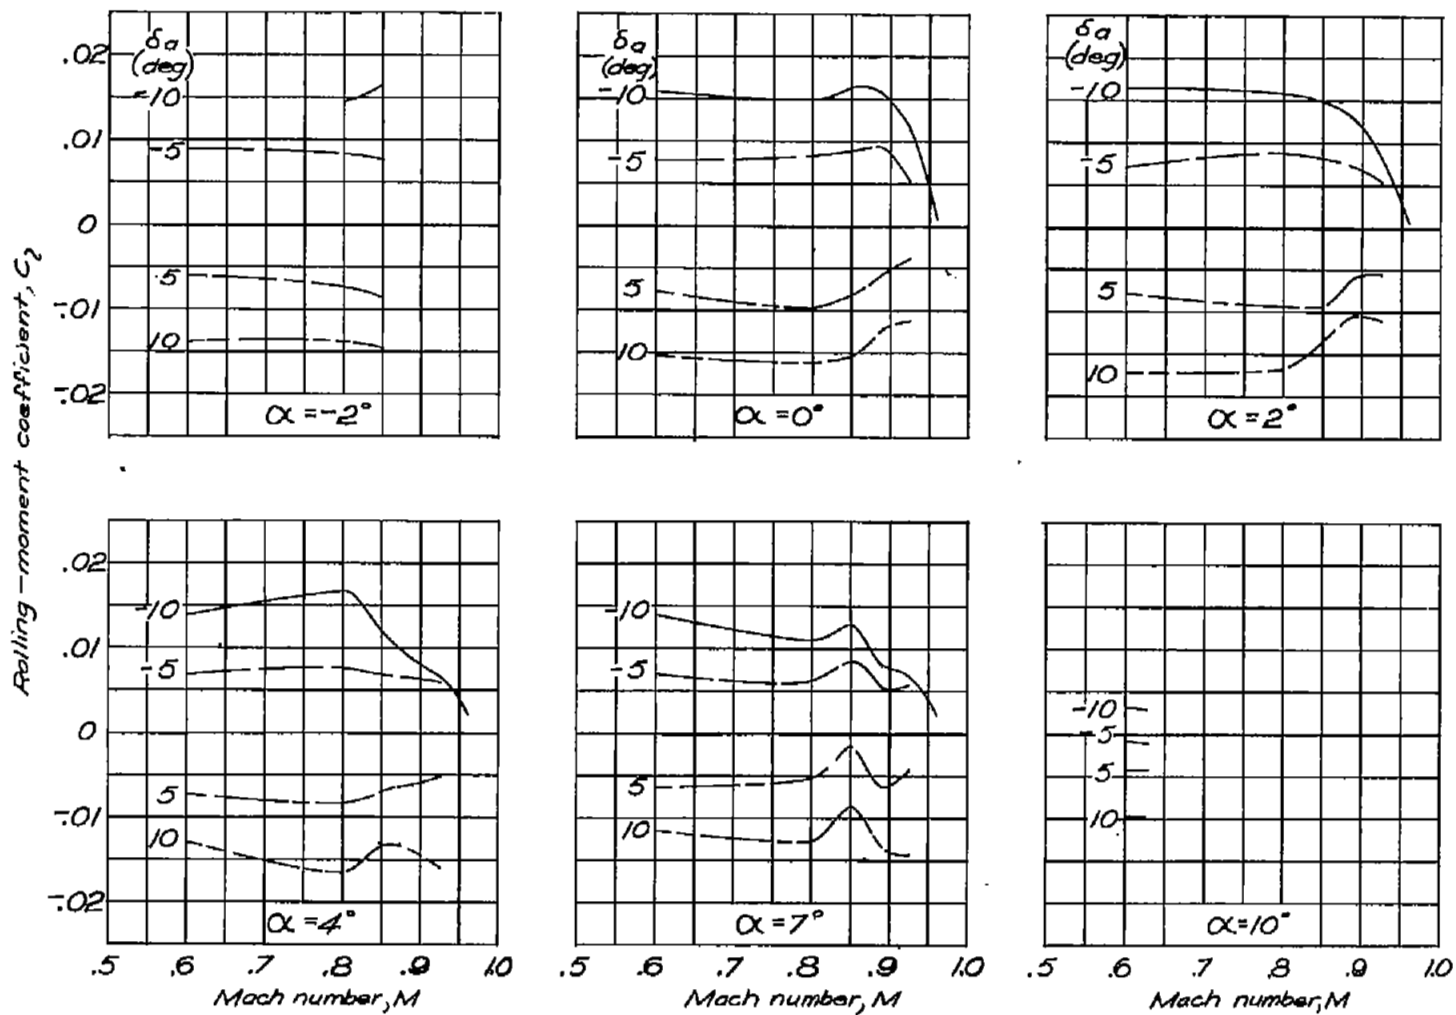 Rolling-moment coefficient, Cl
.02
.01
0
-.01
-.02
δa
(deg)
-10
-5
5
10
α=-2°
δa
(deg)
-10
-5
5
10
α=0°
δa
(deg)
-10
-5
5
10
α=2°
.02
.01
0
-.01
-.02
-10
-5
5
10
α=4°
-10
-5
5
10
α=7°
-10
-5
5
10
α=10°
.5 .6 .7 .8 .9 1.0
Mach number, M
.5 .6 .7 .8 .9 1.0
Mach number, M
.5 .6 .7 .8 .9 1.0
Mach number, M